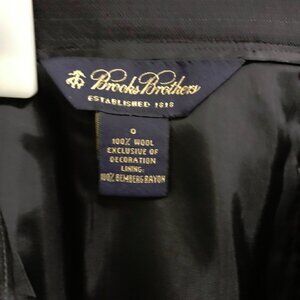 Brooks Brothers
ESTABLISHED 1818
0
100% WOOL
EXCLUSIVE OF
DECORATION
LINING:
100% BEMBERG RAYON